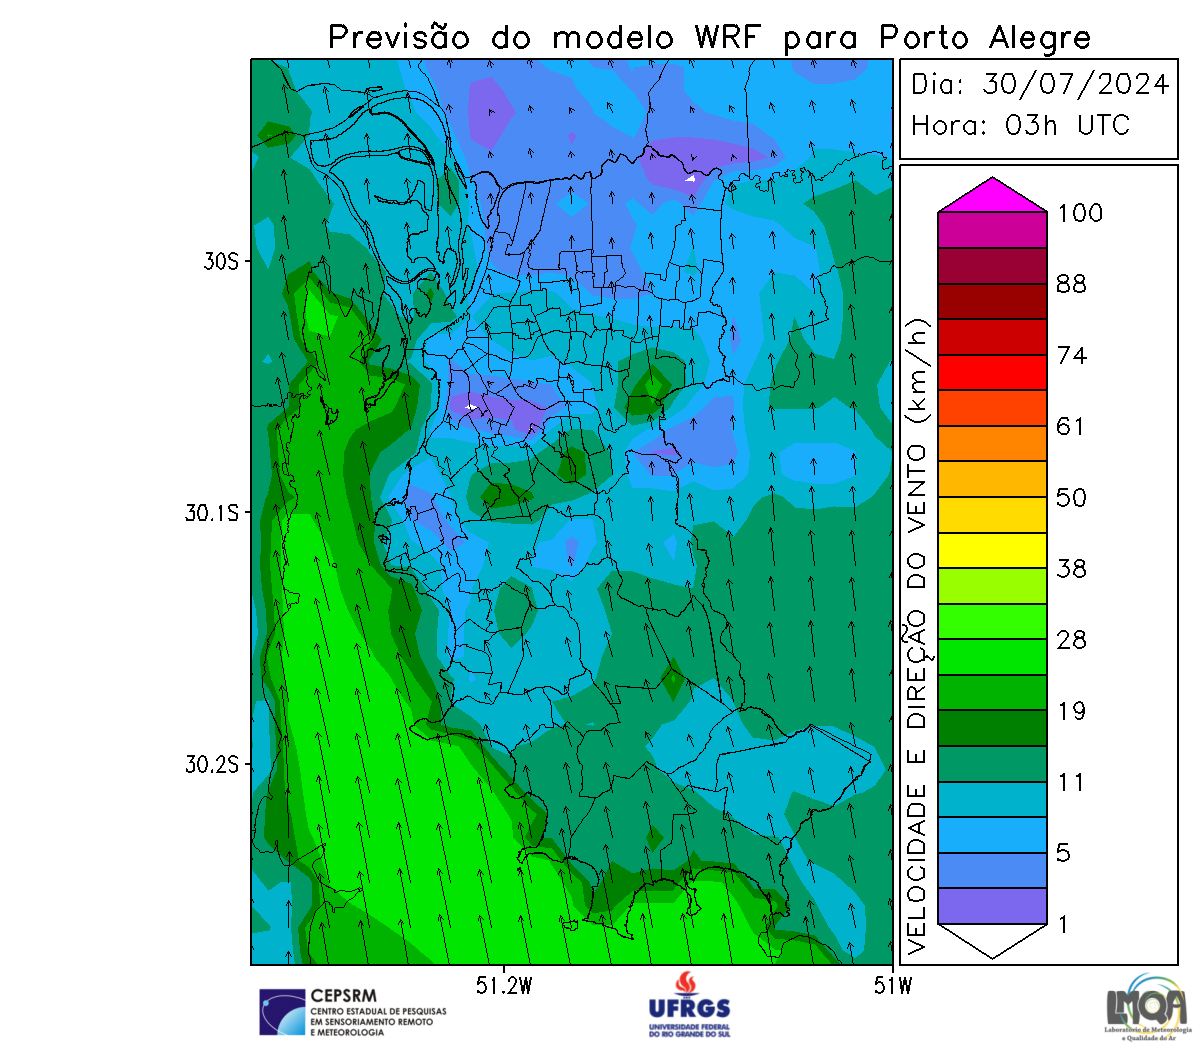 Previsão do modelo WRF para Porto Alegre
Dia: 30/07/2024
Hora: 03h UTC
30S
30.1S
30.2S
51.2W
51W
VELOCIDADE E DIREÇÃO DO VENTO (km/h)
100
88
74
61
50
38
28
19
11
5
1
CEPSRM
CENTRO ESTADUAL DE PESQUISAS
EM SENSORIAMENTO REMOTO
E METEOROLOGIA
UFRGS
UNIVERSIDADE FEDERAL
DO RIO GRANDE DO SUL
LMQA
Laboratório de Meteorologia
e Qualidade do Ar